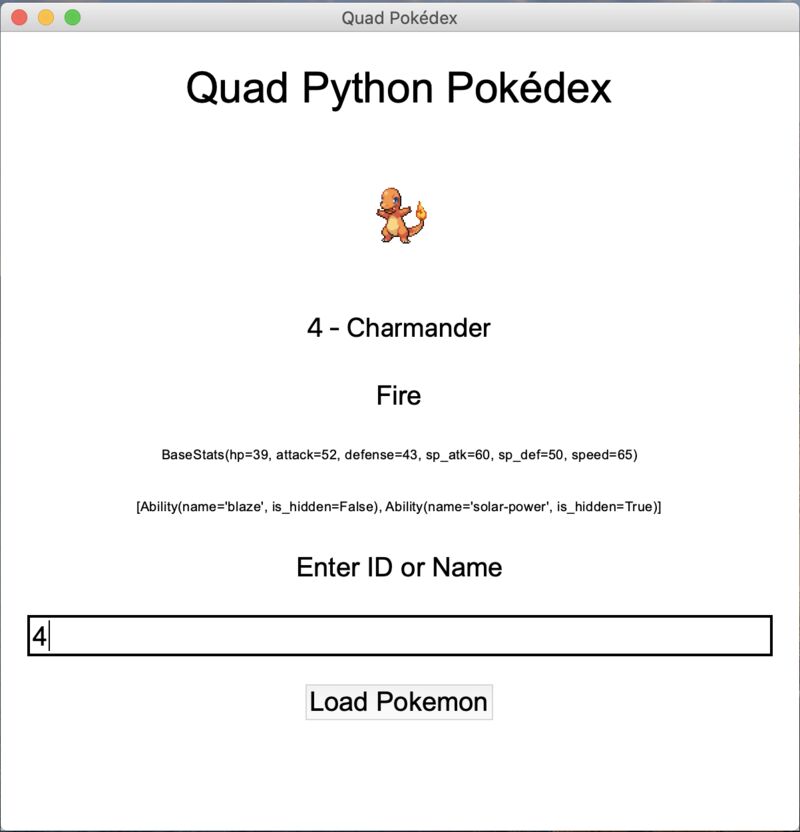 Quad Pokédex
Quad Python Pokédex
4 - Charmander
Fire
BaseStats(hp=39, attack=52, defense=43, sp_atk=60, sp_def=50, speed=65)
[Ability(name='blaze', is_hidden=False), Ability(name='solar-power', is_hidden=True)]
Enter ID or Name
4
Load Pokemon